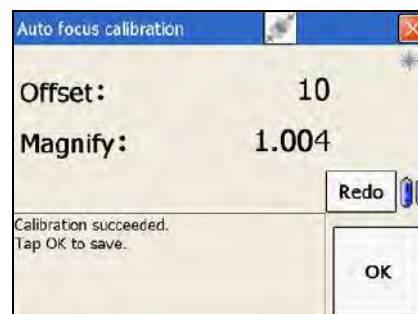 Auto focus calibration
Offset: 10
Magnify: 1.004
Redo
Calibration succeeded.
Tap OK to save.
OK